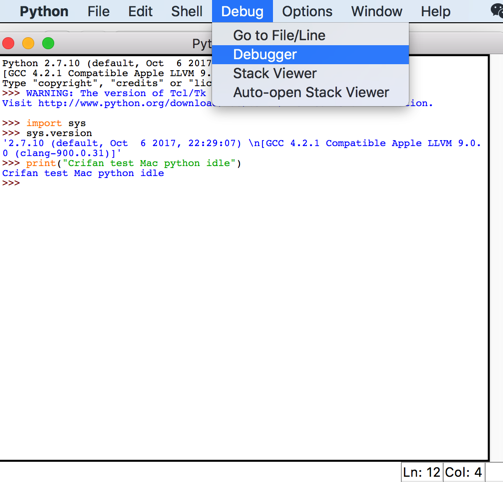 Python File Edit Shell Debug Options Window Help
Go to File/Line
Debugger
Stack Viewer
Auto-open Stack Viewer
Pyt
Python 2.7.10 (default, Oct  6 2017
[GCC 4.2.1 Compatible Apple LLVM 9.
Type "copyright", "credits" or "lic
>>> WARNING: The version of Tcl/Tk
Visit http://www.python.org/downloa ion.
>>> import sys
>>> sys.version
'2.7.10 (default, Oct  6 2017, 22:29:07) \n[GCC 4.2.1 Compatible Apple LLVM 9.0.
0 (clang-900.0.31)]'
>>> print("Crifan test Mac python idle")
Crifan test Mac python idle
>>>
Ln: 12 Col: 4